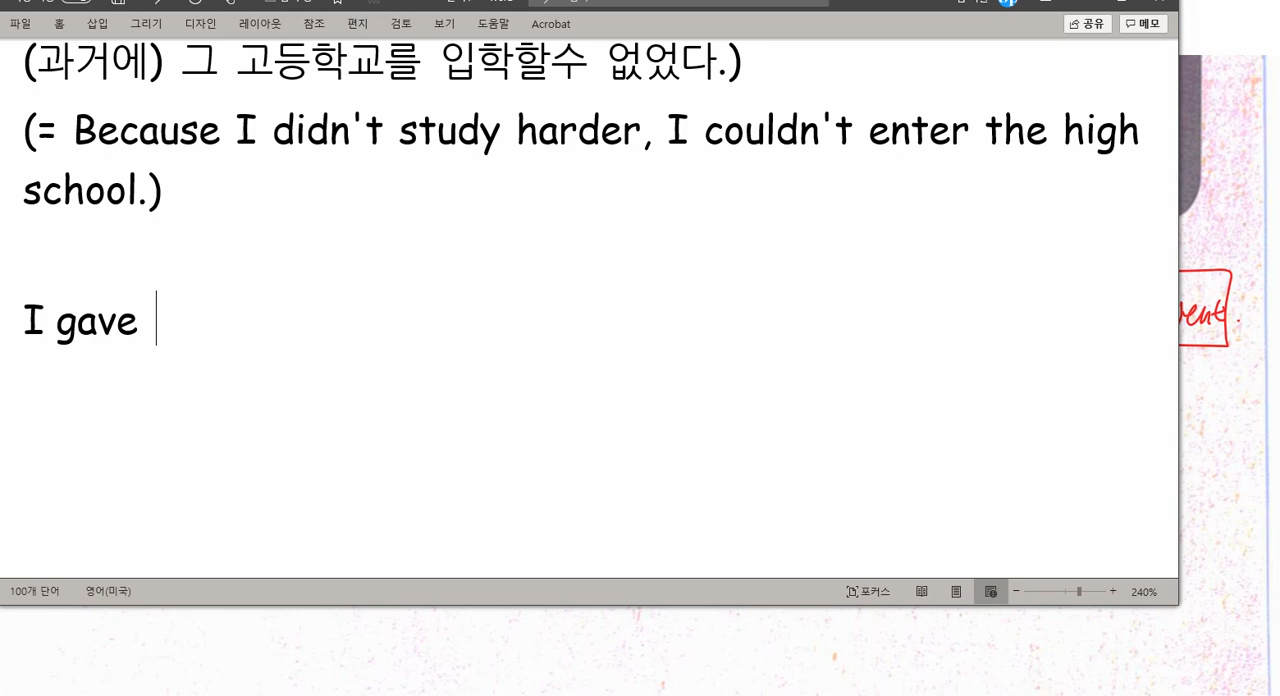 파일 홈 삽입 그리기 디자인 레이아웃 참조 편지 검토 보기 도움말 Acrobat 공유 메모
(과거에) 그 고등학교를 입학할수 없었다.)
(= Because I didn't study harder, I couldn't enter the high
school.)
I gave
100개 단어 영어(미국) 포커스 240%